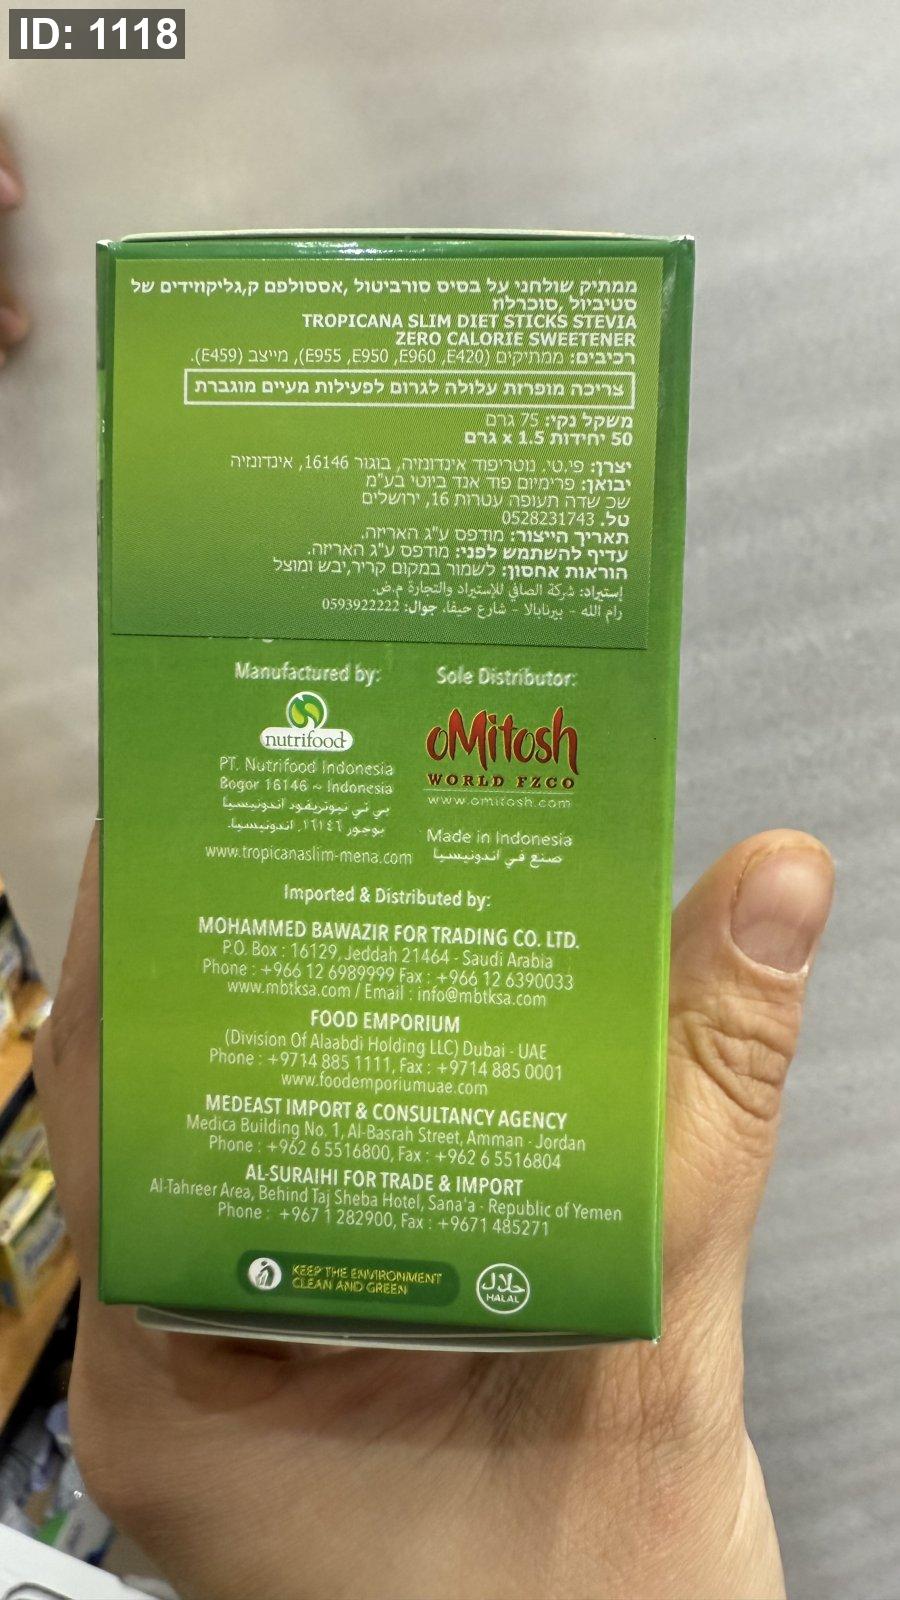 ID: 1118
ממתיק שולחני על בסיס סורביטול ,אססולפם ק,גליקוזידים של
סטיביול ,סוכרלוז
TROPICANA SLIM DIET STICKS STEVIA
ZERO CALORIE SWEETENER
רכיבים: ממתיקים (E955 ,E950 ,E960 ,E420), מייצב (E459).
צריכה מופרזת עלולה לגרום לפעילות מעיים מוגברת
משקל נקי: 75 גרם
50 יחידות x 1.5 גרם
יצרן: פי.טי. נוטריפוד אינדונזיה, בוגור 16146, אינדונזיה
יבואן: פרימיום פוד אנד ביוטי בע"מ
שכ שדה תעופה עטרות 16, ירושלים
טל. 0528231743
תאריך הייצור: מודפס ע"ג האריזה.
עדיף להשתמש לפני: מודפס ע"ג האריזה.
הוראות אחסון: לשמור במקום קריר,יבש ומוצל
إستيراد: شركة الصافي للإستيراد والتجارة م.ض.
رام الله - بيرنابالا - شارع حيفا، جوال: 0593922222
Manufactured by:
nutrifood
PT. Nutrifood Indonesia
Bogor 16146 ~ Indonesia
بي تي نيوتريفود اندونيسيا
بوجور ١٦١٤٦, اندونيسيا.
www.tropicanaslim-mena.com
Sole Distributor:
oMitosh
WORLD FZCO
www.omitosh.com
Made in Indonesia
صنع في اندونيسيا
Imported & Distributed by:
MOHAMMED BAWAZIR FOR TRADING CO. LTD.
P.O. Box : 16129, Jeddah 21464 - Saudi Arabia
Phone : +966 12 6989999 Fax : +966 12 6390033
www.mbtksa.com / Email : info@mbtksa.com
FOOD EMPORIUM
(Division Of Alaabdi Holding LLC) Dubai - UAE
Phone : +9714 885 1111, Fax : +9714 885 0001
www.foodemporiumuae.com
MEDEAST IMPORT & CONSULTANCY AGENCY
Medica Building No. 1, Al-Basrah Street, Amman - Jordan
Phone : +962 6 5516800, Fax : +962 6 5516804
AL-SURAIHI FOR TRADE & IMPORT
Al-Tahreer Area, Behind Taj Sheba Hotel, Sana'a - Republic of Yemen
Phone : +967 1 282900, Fax : +9671 485271
KEEP THE ENVIRONMENT
CLEAN AND GREEN
حلال
HALAL